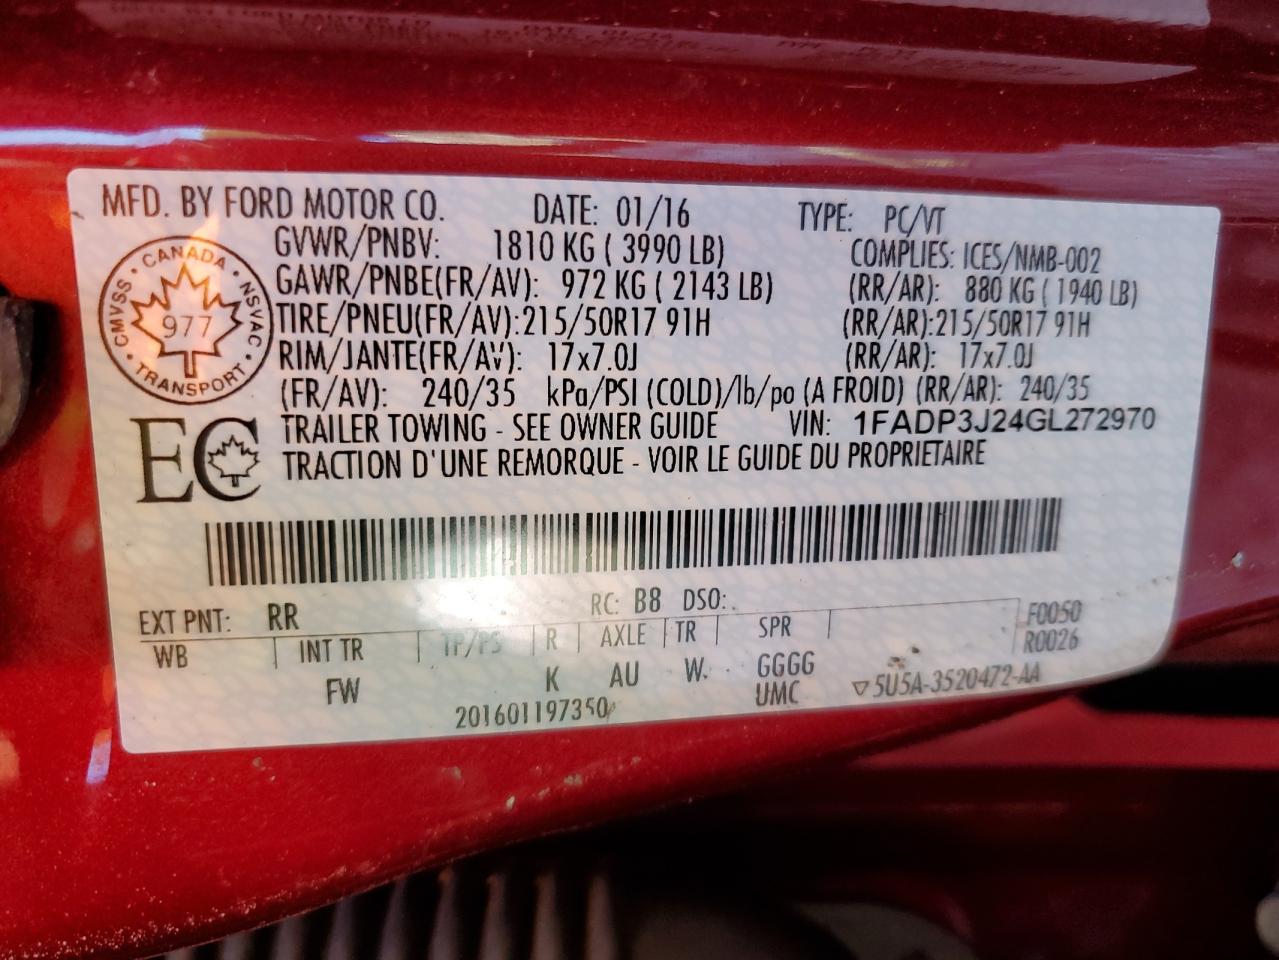 MFD. BY FORD MOTOR CO. DATE: 01/16 TYPE: PC/VT
GVWR/PNBV: 1810 KG ( 3990 LB) COMPLIES: ICES/NMB-002
GAWR/PNBE(FR/AV): 972 KG ( 2143 LB) (RR/AR): 880 KG ( 1940 LB)
TIRE/PNEU(FR/AV):215/50R17 91H (RR/AR):215/50R17 91H
RIM/JANTE(FR/AV): 17x7.0J (RR/AR): 17x7.0J
(FR/AV): 240/35 kPa/PSI (COLD)/lb/po (A FROID) (RR/AR): 240/35
TRAILER TOWING - SEE OWNER GUIDE VIN: 1FADP3J24GL272970
TRACTION D'UNE REMORQUE - VOIR LE GUIDE DU PROPRIETAIRE
CANADA
CMVSS 977 NSVAC
TRANSPORT
EC
EXT PNT: RR RC: B8 DSO:
WB INT TR TP/PS R AXLE TR SPR F0050
R0026
FW K AU W. GGGG
UMC
201601197350
5U5A-3520472-AA